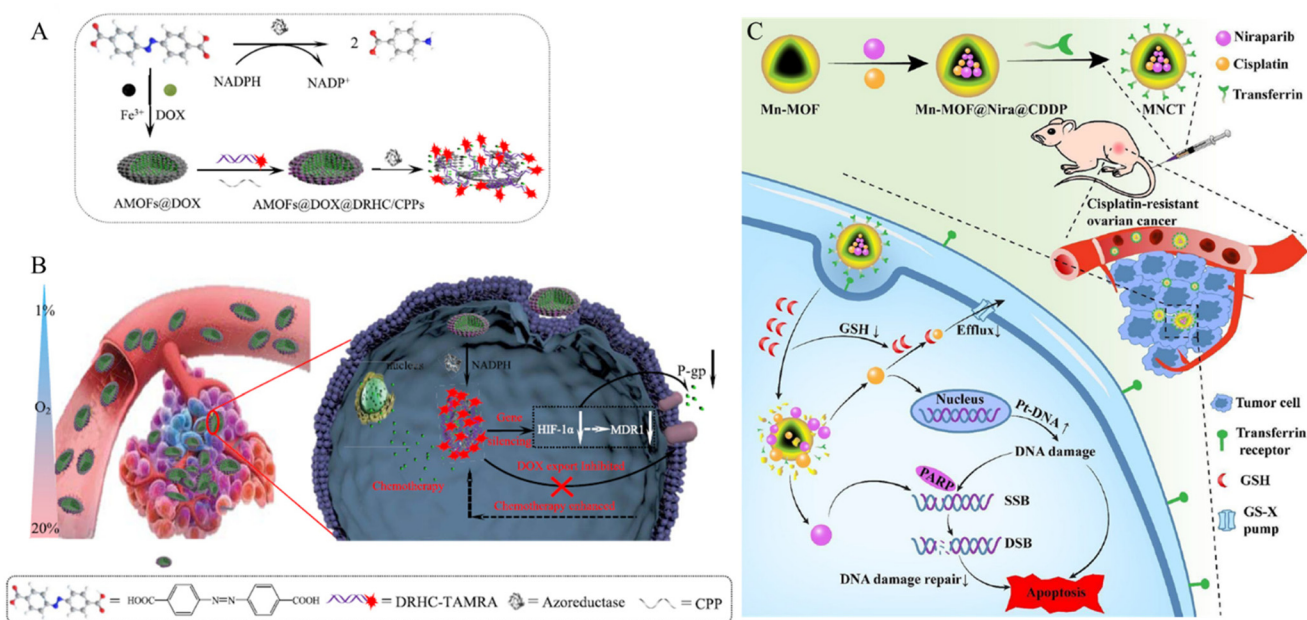 A
2
NADPH
NADP⁺
Fe³⁺
DOX
AMOFs@DOX
AMOFs@DOX@DRHC/CPPs
B
1%
O₂
20%
nucleus
NADPH
P-gp
Gene
silencing
HIF-1α
MDR1
DOX export inhibited
Chemotherapy
Chemotherapy enhanced
=
HOOC
N=N
COOH
= DRHC-TAMRA
= Azoreductase
= CPP
C
Mn-MOF
Mn-MOF@Nira@CDDP
MNCT
Niraparib
Cisplatin
Transferrin
Cisplatin-resistant
ovarian cancer
GSH↓
Efflux↓
Nucleus
Pt-DNA↑
DNA damage
PARP
SSB
DSB
DNA damage repair↓
Apoptosis
Tumor cell
Transferrin
receptor
GSH
GS-X
pump